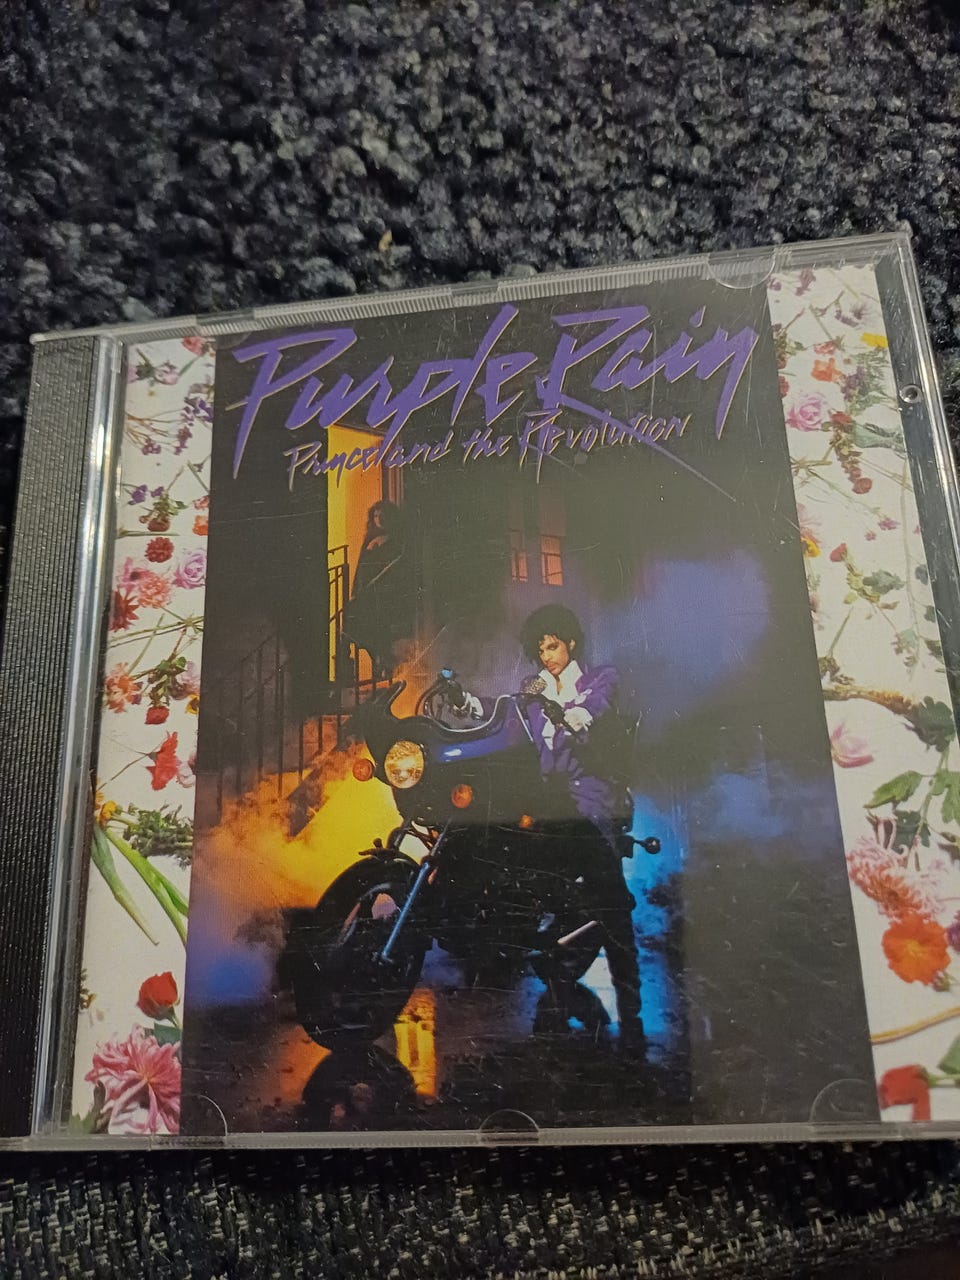 Purple Rain
Prince and the Revolution